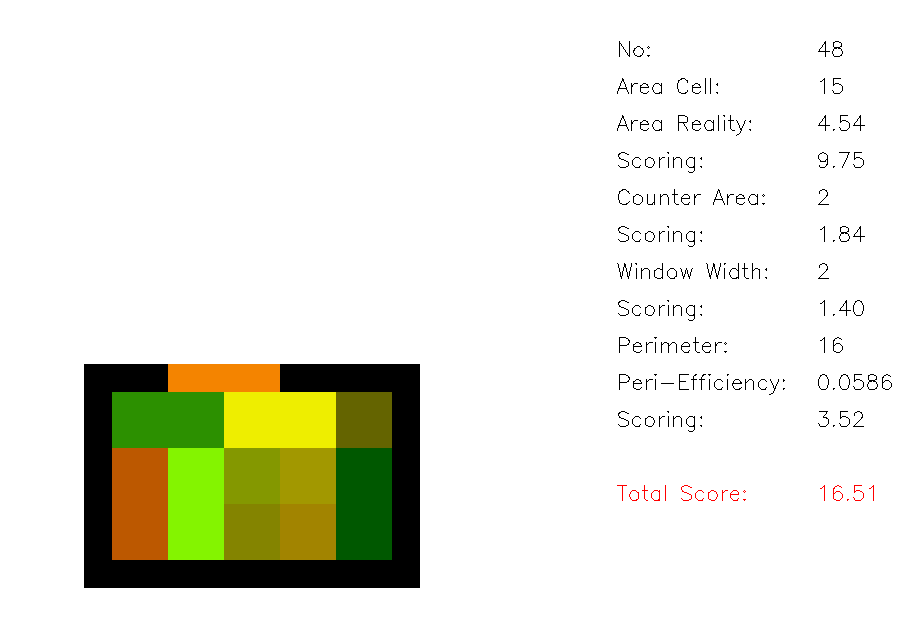 No: 48
Area Cell: 15
Area Reality: 4.54
Scoring: 9.75
Counter Area: 2
Scoring: 1.84
Window Width: 2
Scoring: 1.40
Perimeter: 16
Peri-Efficiency: 0.0586
Scoring: 3.52
Total Score: 16.51